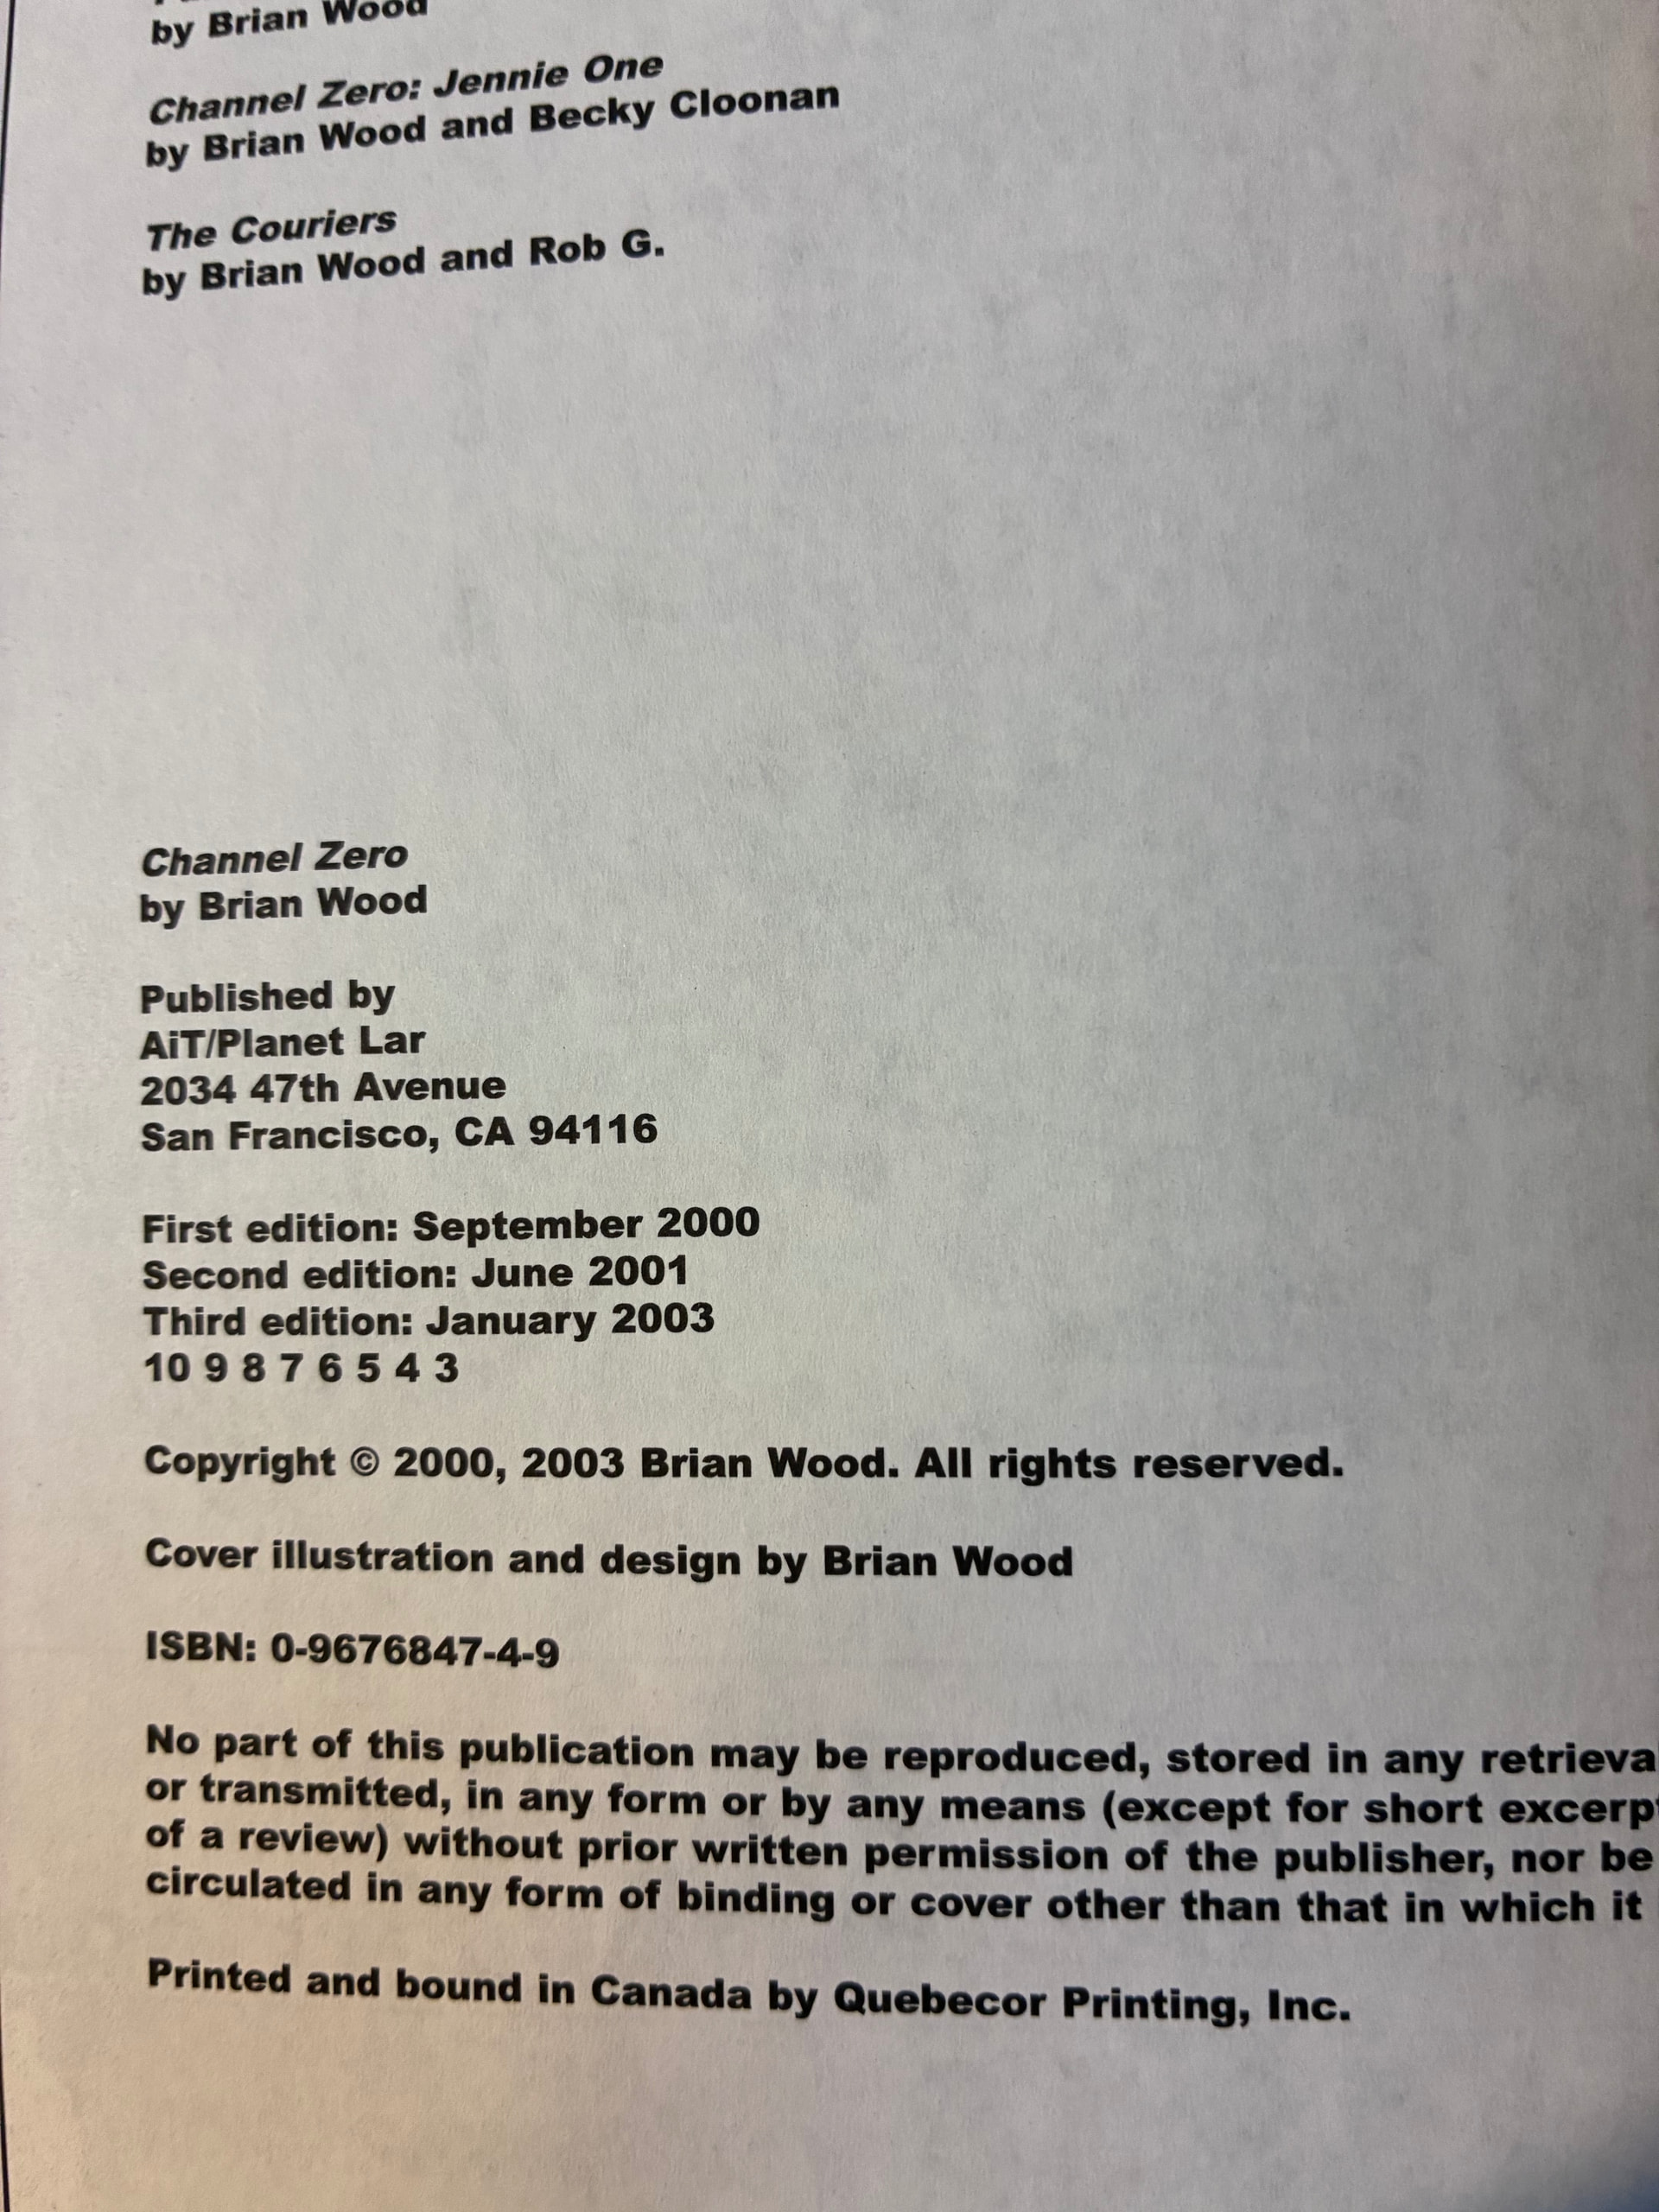 by Brian Wood
Channel Zero: Jennie One
by Brian Wood and Becky Cloonan
The Couriers
by Brian Wood and Rob G.
Channel Zero
by Brian Wood
Published by
AiT/Planet Lar
2034 47th Avenue
San Francisco, CA 94116
First edition: September 2000
Second edition: June 2001
Third edition: January 2003
10 9 8 7 6 5 4 3
Copyright © 2000, 2003 Brian Wood. All rights reserved.
Cover illustration and design by Brian Wood
ISBN: 0-9676847-4-9
No part of this publication may be reproduced, stored in any
or transmitted, in any form or by any means (except for short
of a review) without prior written permission of the publisher, nor be
circulated in any form of binding or cover other than that in which it
Printed and bound in Canada by Quebecor Printing, Inc.